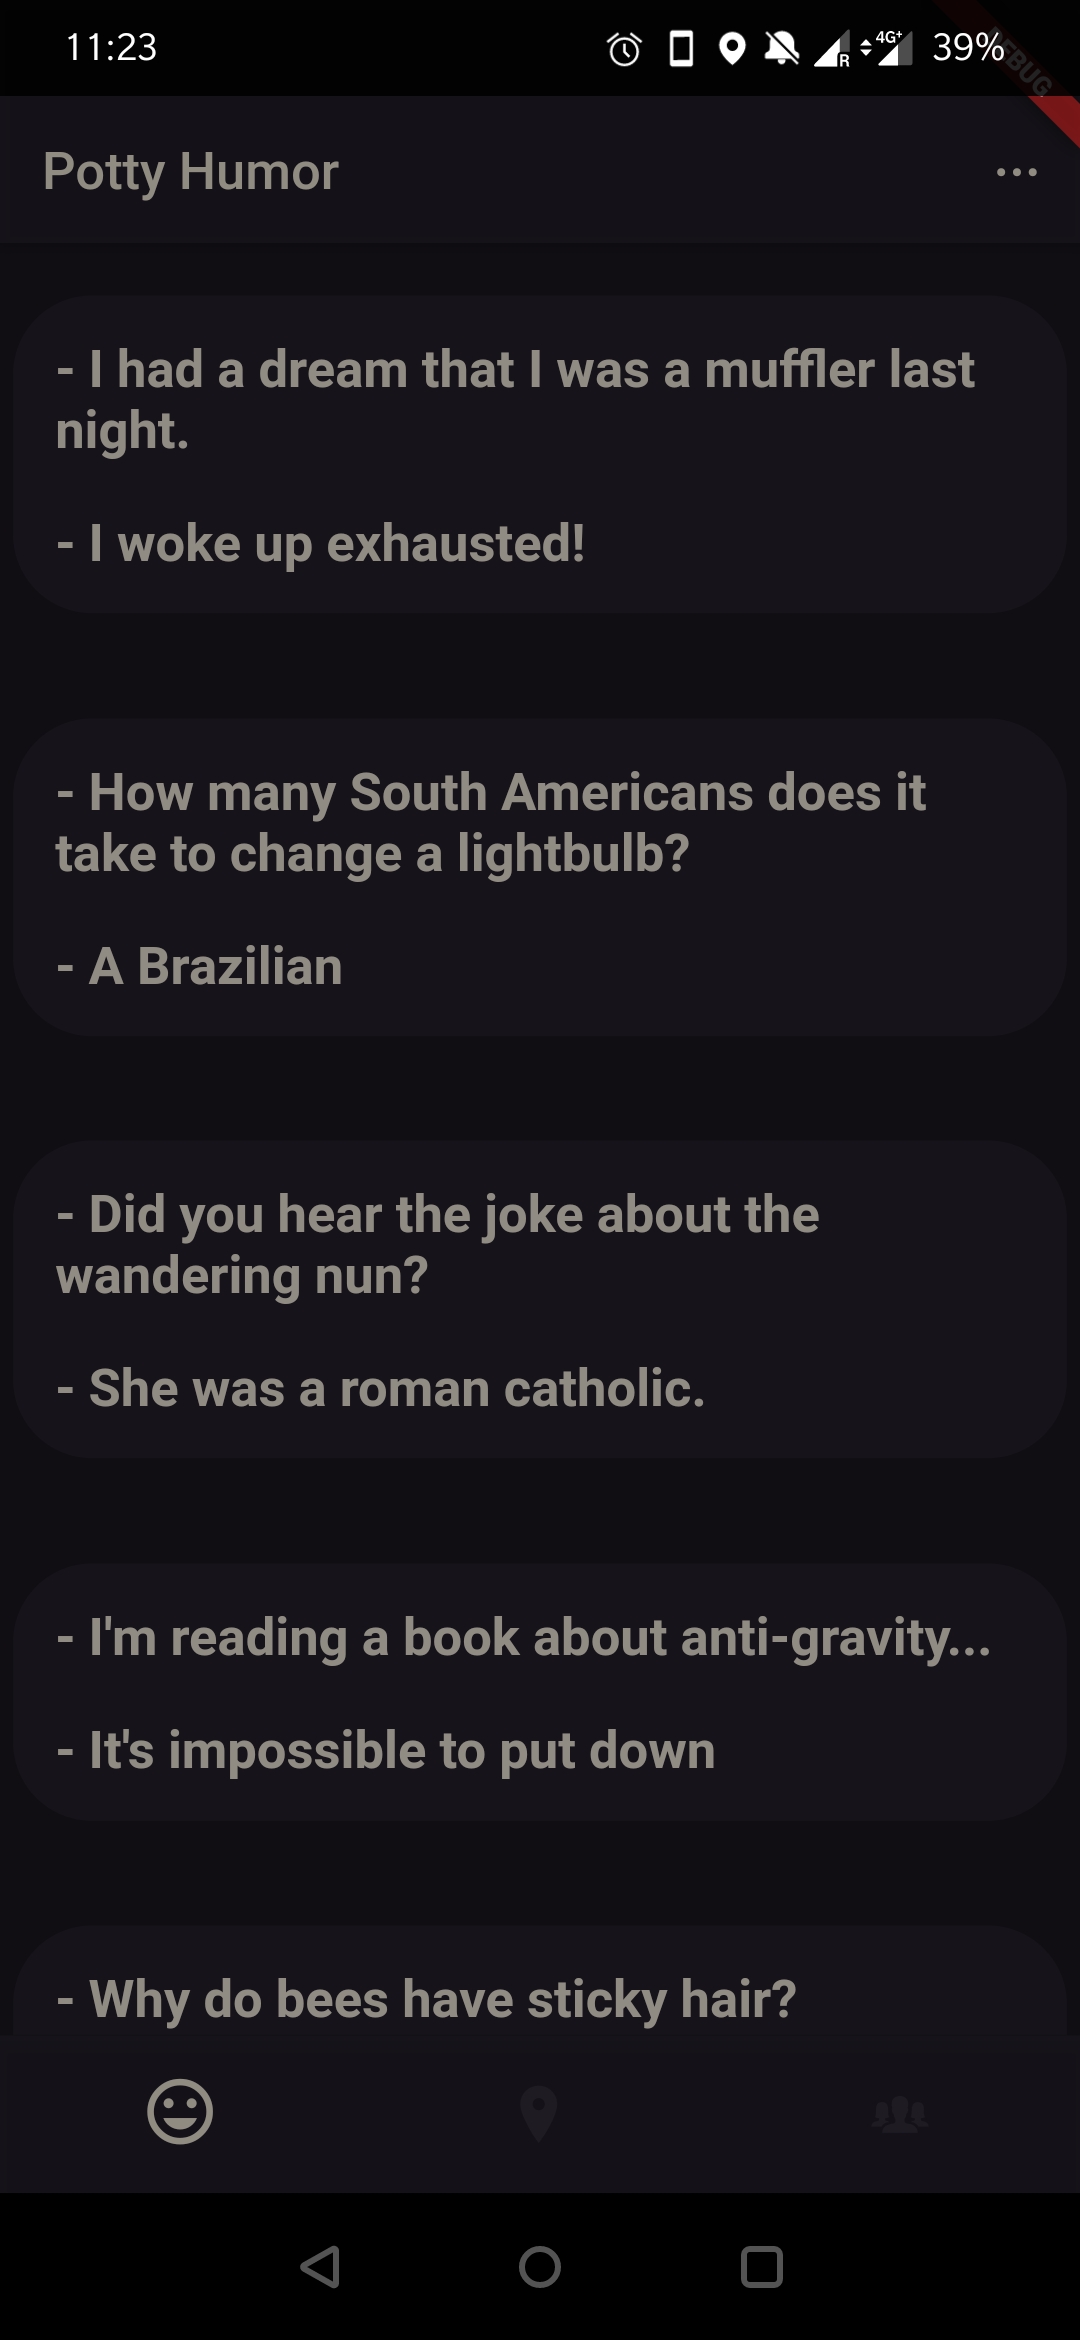 11:23
R
4G+
39%
DEBUG
Potty Humor
- I had a dream that I was a muffler last
night.
- I woke up exhausted!
- How many South Americans does it
take to change a lightbulb?
- A Brazilian
- Did you hear the joke about the
wandering nun?
- She was a roman catholic.
- I'm reading a book about anti-gravity...
- It's impossible to put down
- Why do bees have sticky hair?